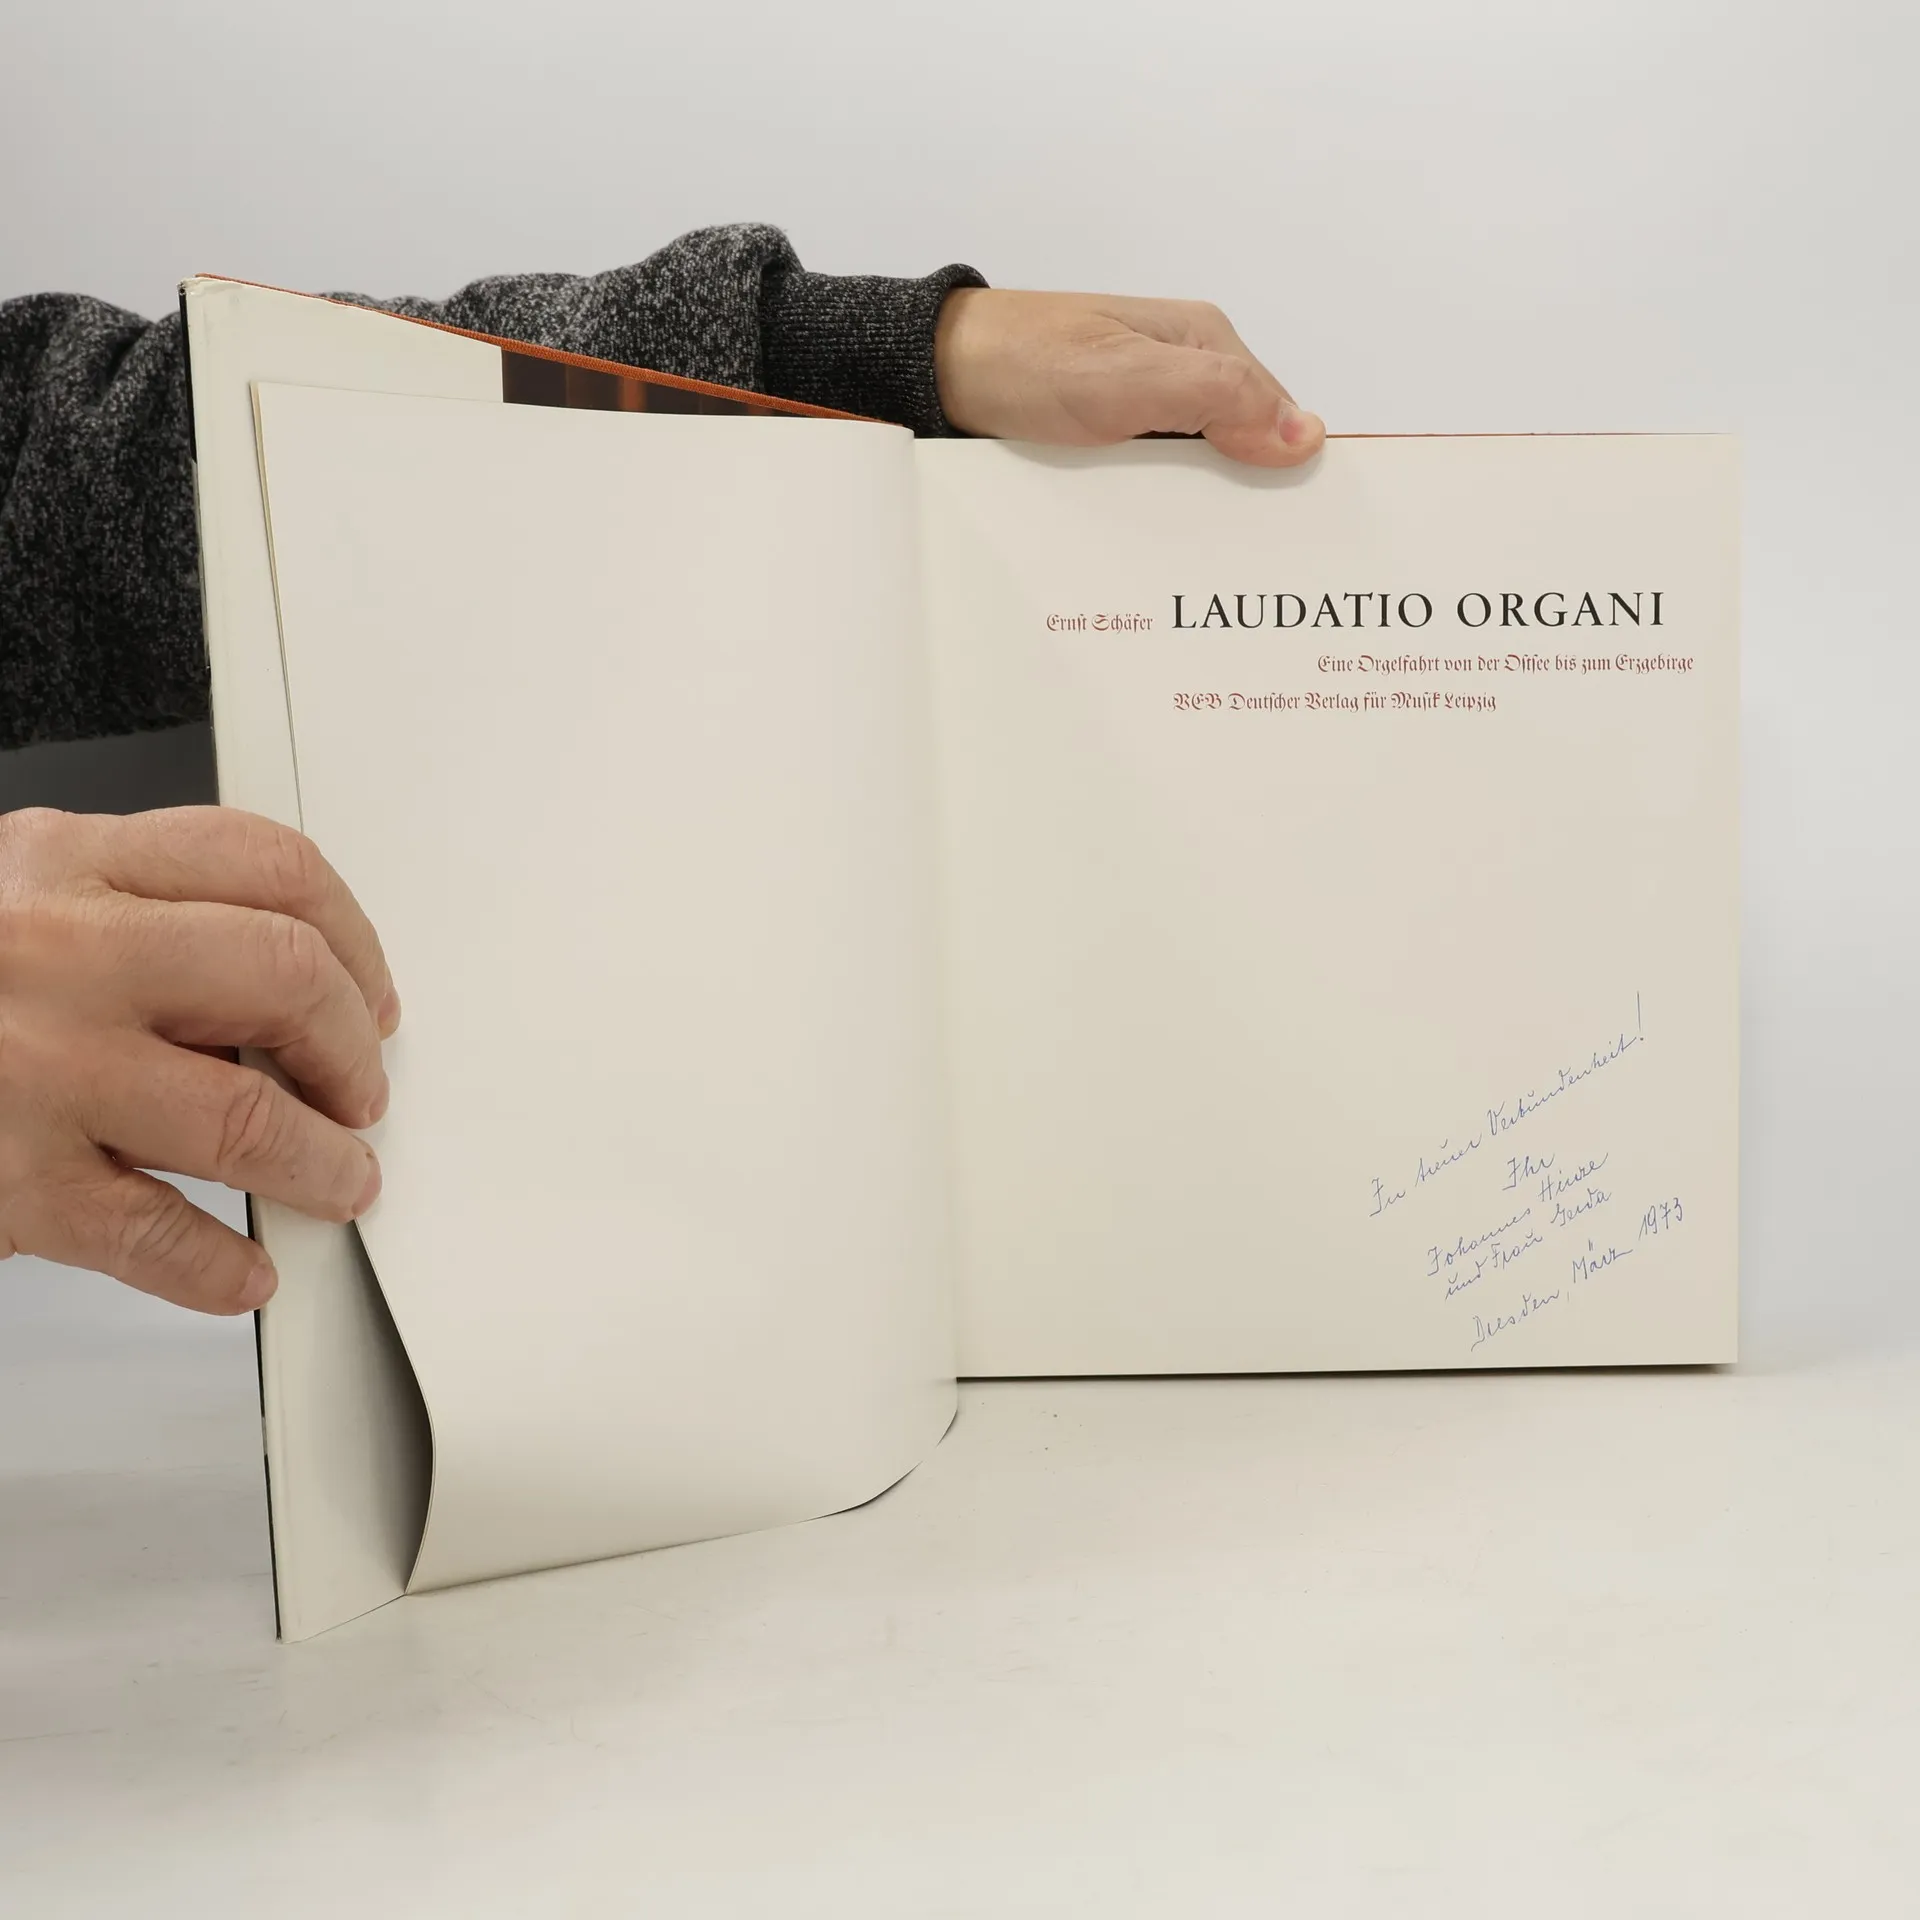 Ernst Schäfer LAUDATIO ORGANI
Eine Orgelfahrt von der Ostsee bis zum Erzgebirge
VEB Deutscher Verlag für Musik Leipzig
In treuer Verbundenheit!
Ihr
Johannes Hinze
und Frau Gerda
Dresden, März 1973